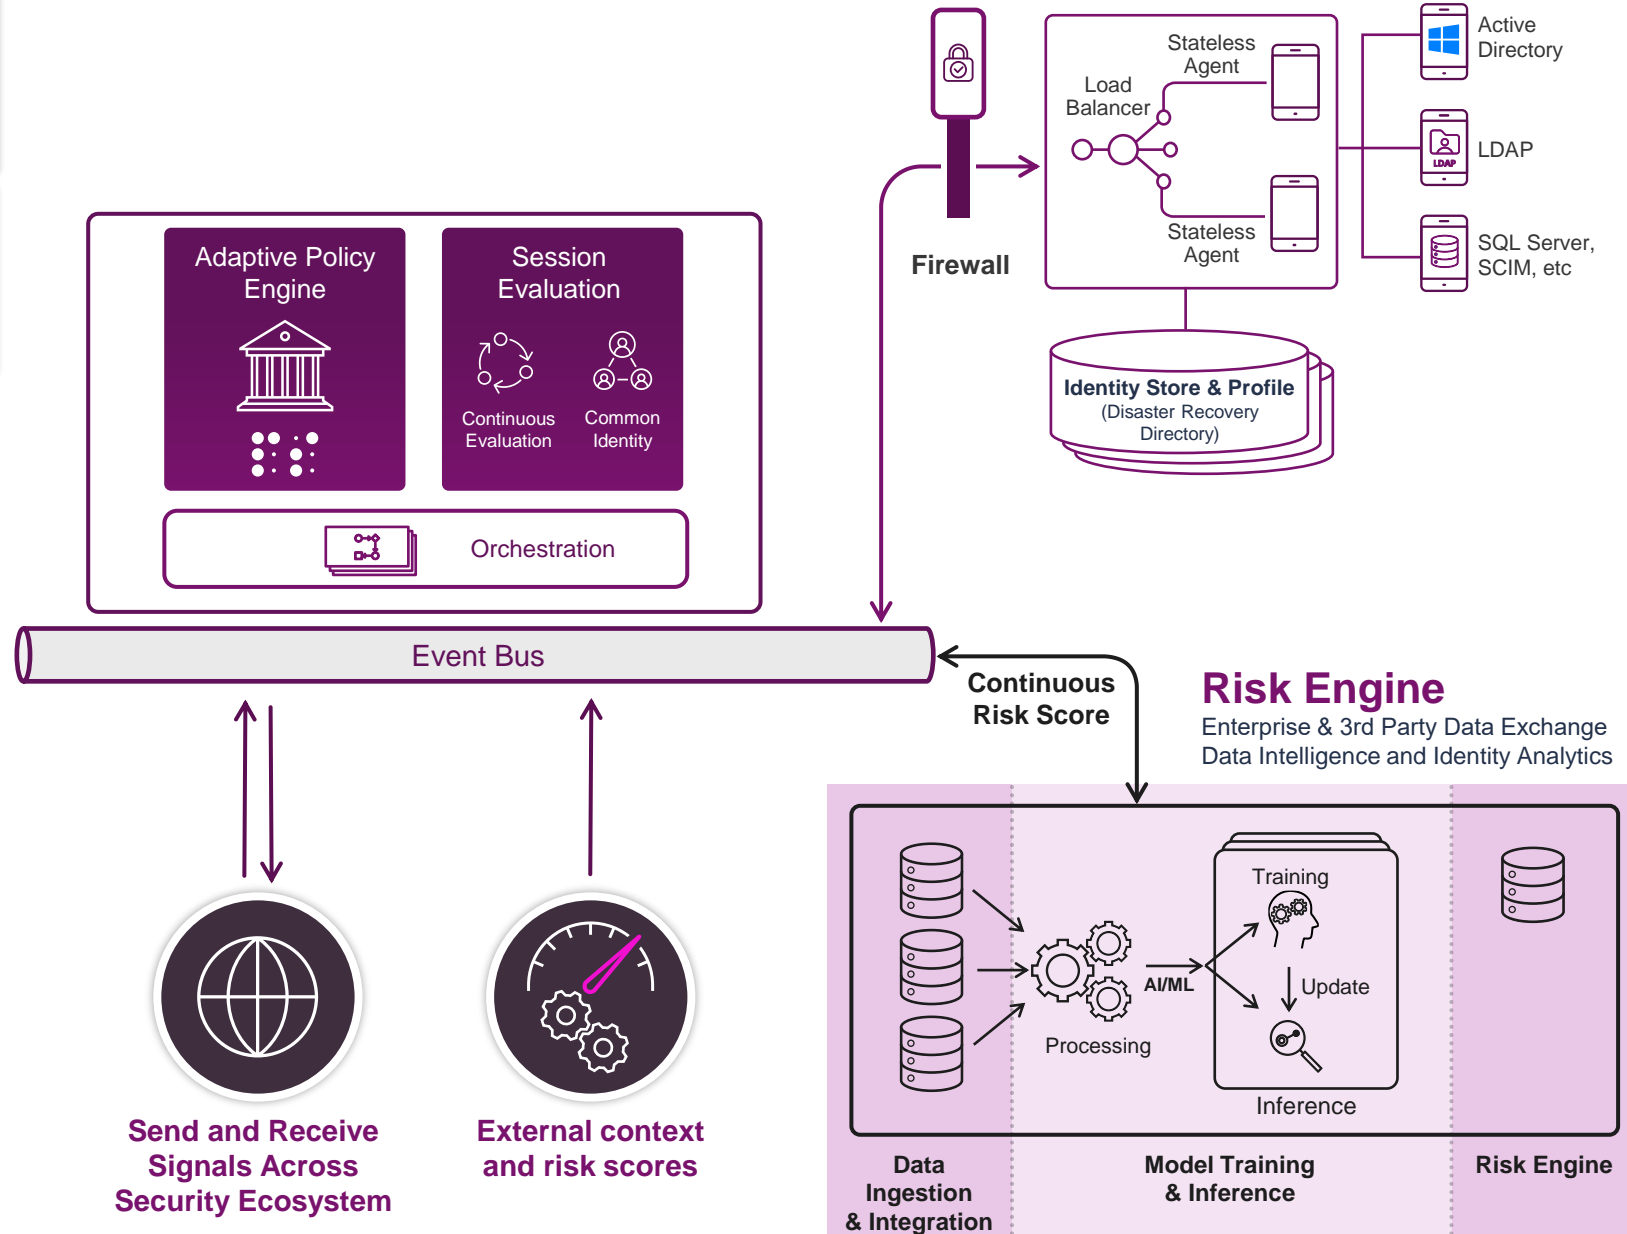 Adaptive Policy
Engine
Session
Evaluation
Continuous
Evaluation
Common
Identity
Orchestration
Event Bus
Send and Receive
Signals Across
Security Ecosystem
External context
and risk scores
Firewall
Load
Balancer
Stateless
Agent
Stateless
Agent
Active
Directory
LDAP
LDAP
SQL Server,
SCIM, etc
Identity Store & Profile
(Disaster Recovery
Directory)
Continuous
Risk Score
Risk Engine
Enterprise & 3rd Party Data Exchange
Data Intelligence and Identity Analytics
Processing
AI/ML
Training
Update
Inference
Data
Ingestion
& Integration
Model Training
& Inference
Risk Engine